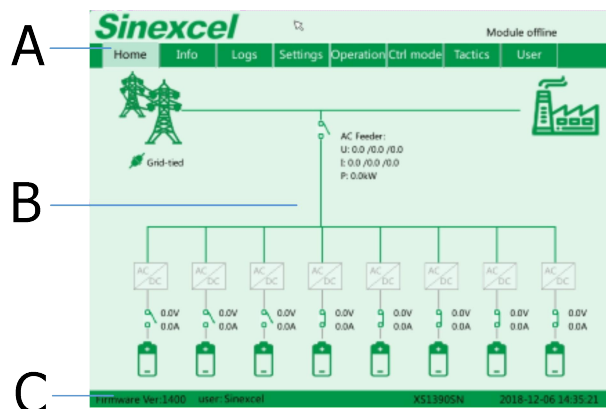 Sinexcel
Module offline
A
Home Info Logs Settings Operation Ctrl mode Tactics User
AC Feeder:
U: 0.0 /0.0 /0.0
I: 0.0 /0.0 /0.0
P: 0.0kW
Grid-tied
B
AC DC AC DC AC DC AC DC AC DC AC DC AC DC AC DC
0.0V 0.0V 0.0V 0.0V 0.0V 0.0V 0.0V 0.0V
0.0A 0.0A 0.0A 0.0A 0.0A 0.0A 0.0A 0.0A
C
Firmware Ver:1400 user: Sinexcel XS1390SN 2018-12-06 14:35:21